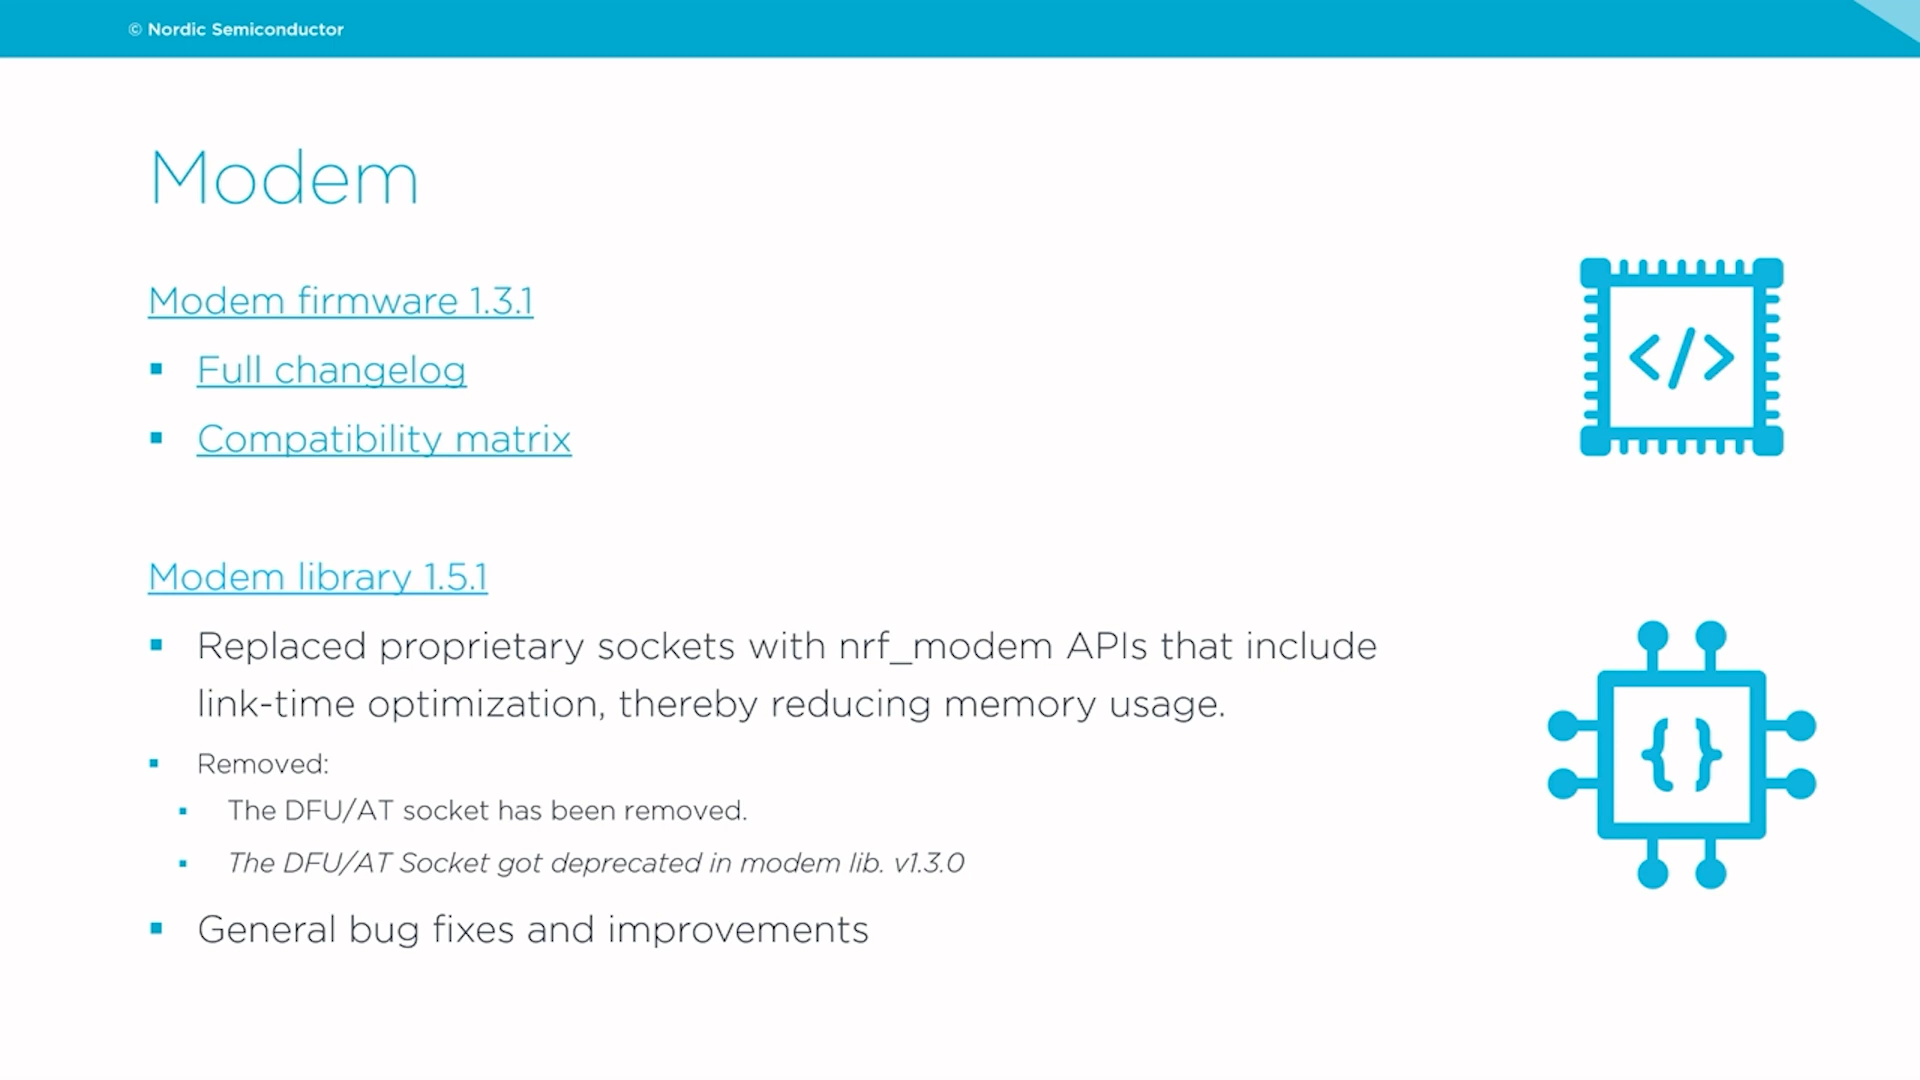 © Nordic Semiconductor
Modem
Modem firmware 1.3.1
▪ Full changelog
▪ Compatibility matrix
</>
Modem library 1.5.1
▪ Replaced proprietary sockets with nrf_modem APIs that include
link-time optimization, thereby reducing memory usage.
▪ Removed:
▪ The DFU/AT socket has been removed.
▪ The DFU/AT Socket got deprecated in modem lib. v1.3.0
▪ General bug fixes and improvements
{ }